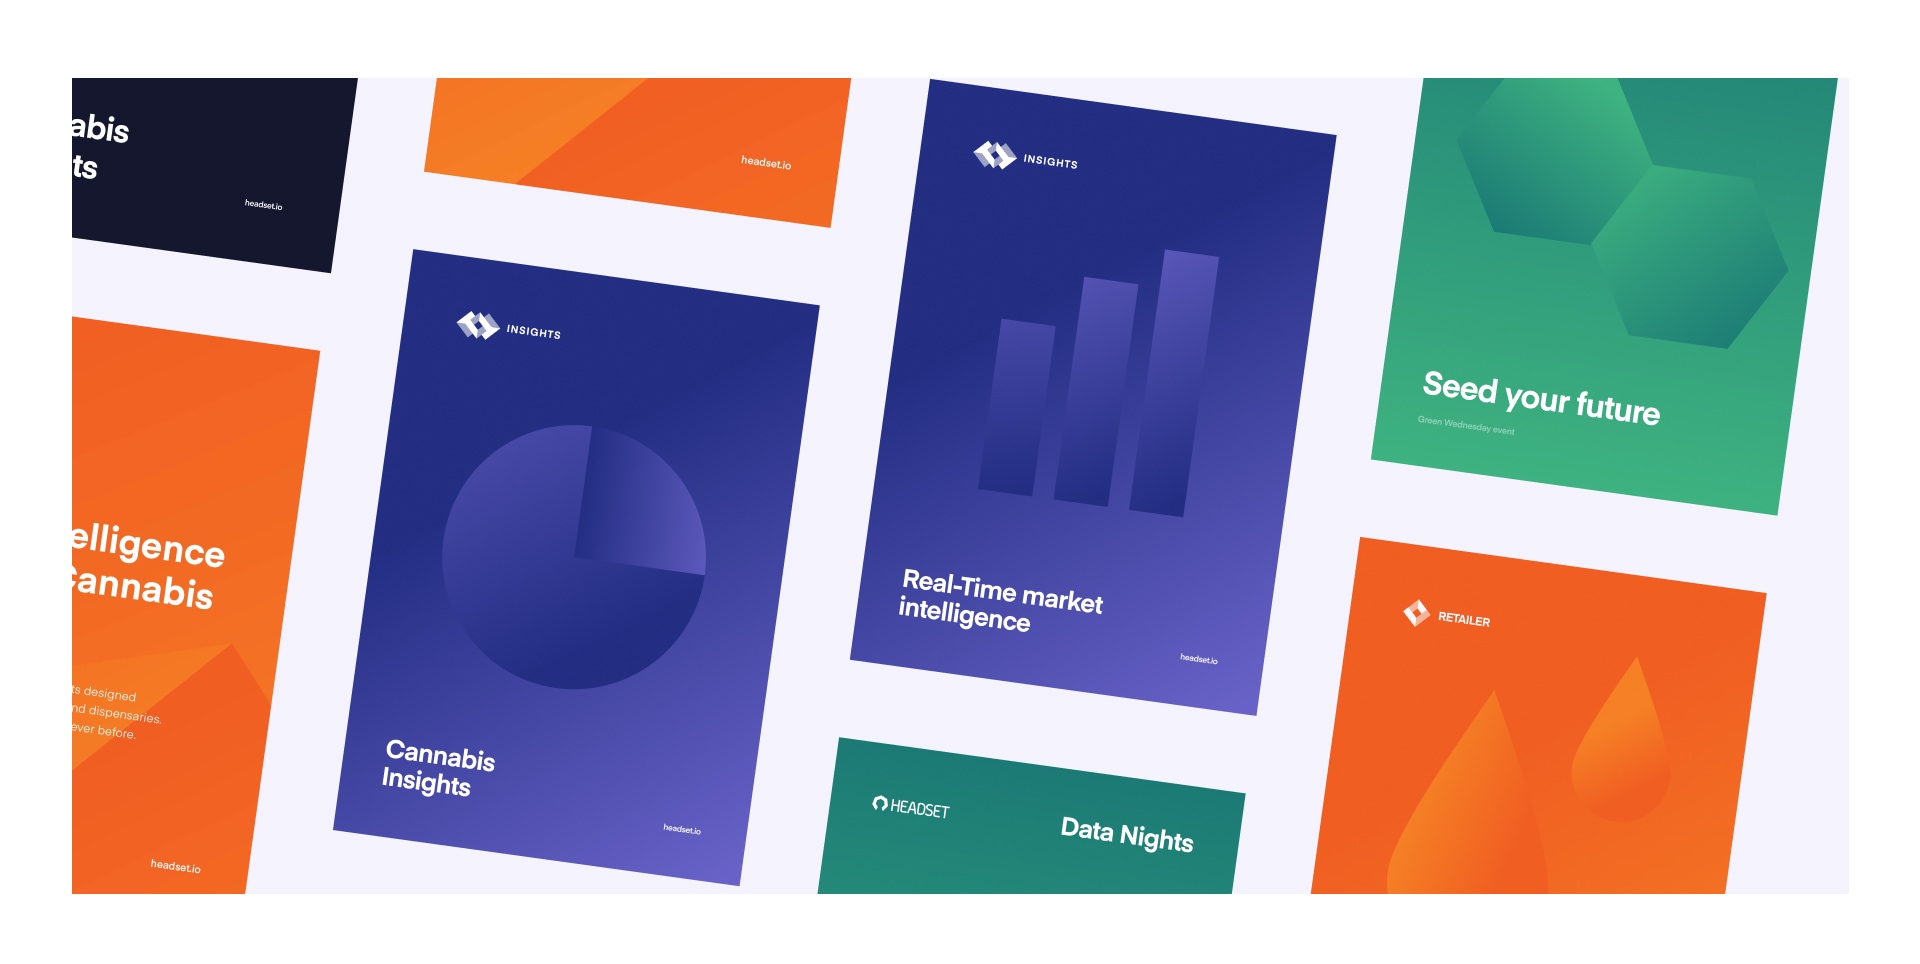 abis
ts
headset.io
headset.io
elligence
Cannabis
ts designed
nd dispensaries.
ever before.
headset.io
INSIGHTS
Cannabis
Insights
headset.io
INSIGHTS
Real-Time market
intelligence
headset.io
HEADSET
Data Nights
Seed your future
Green Wednesday event
RETAILER